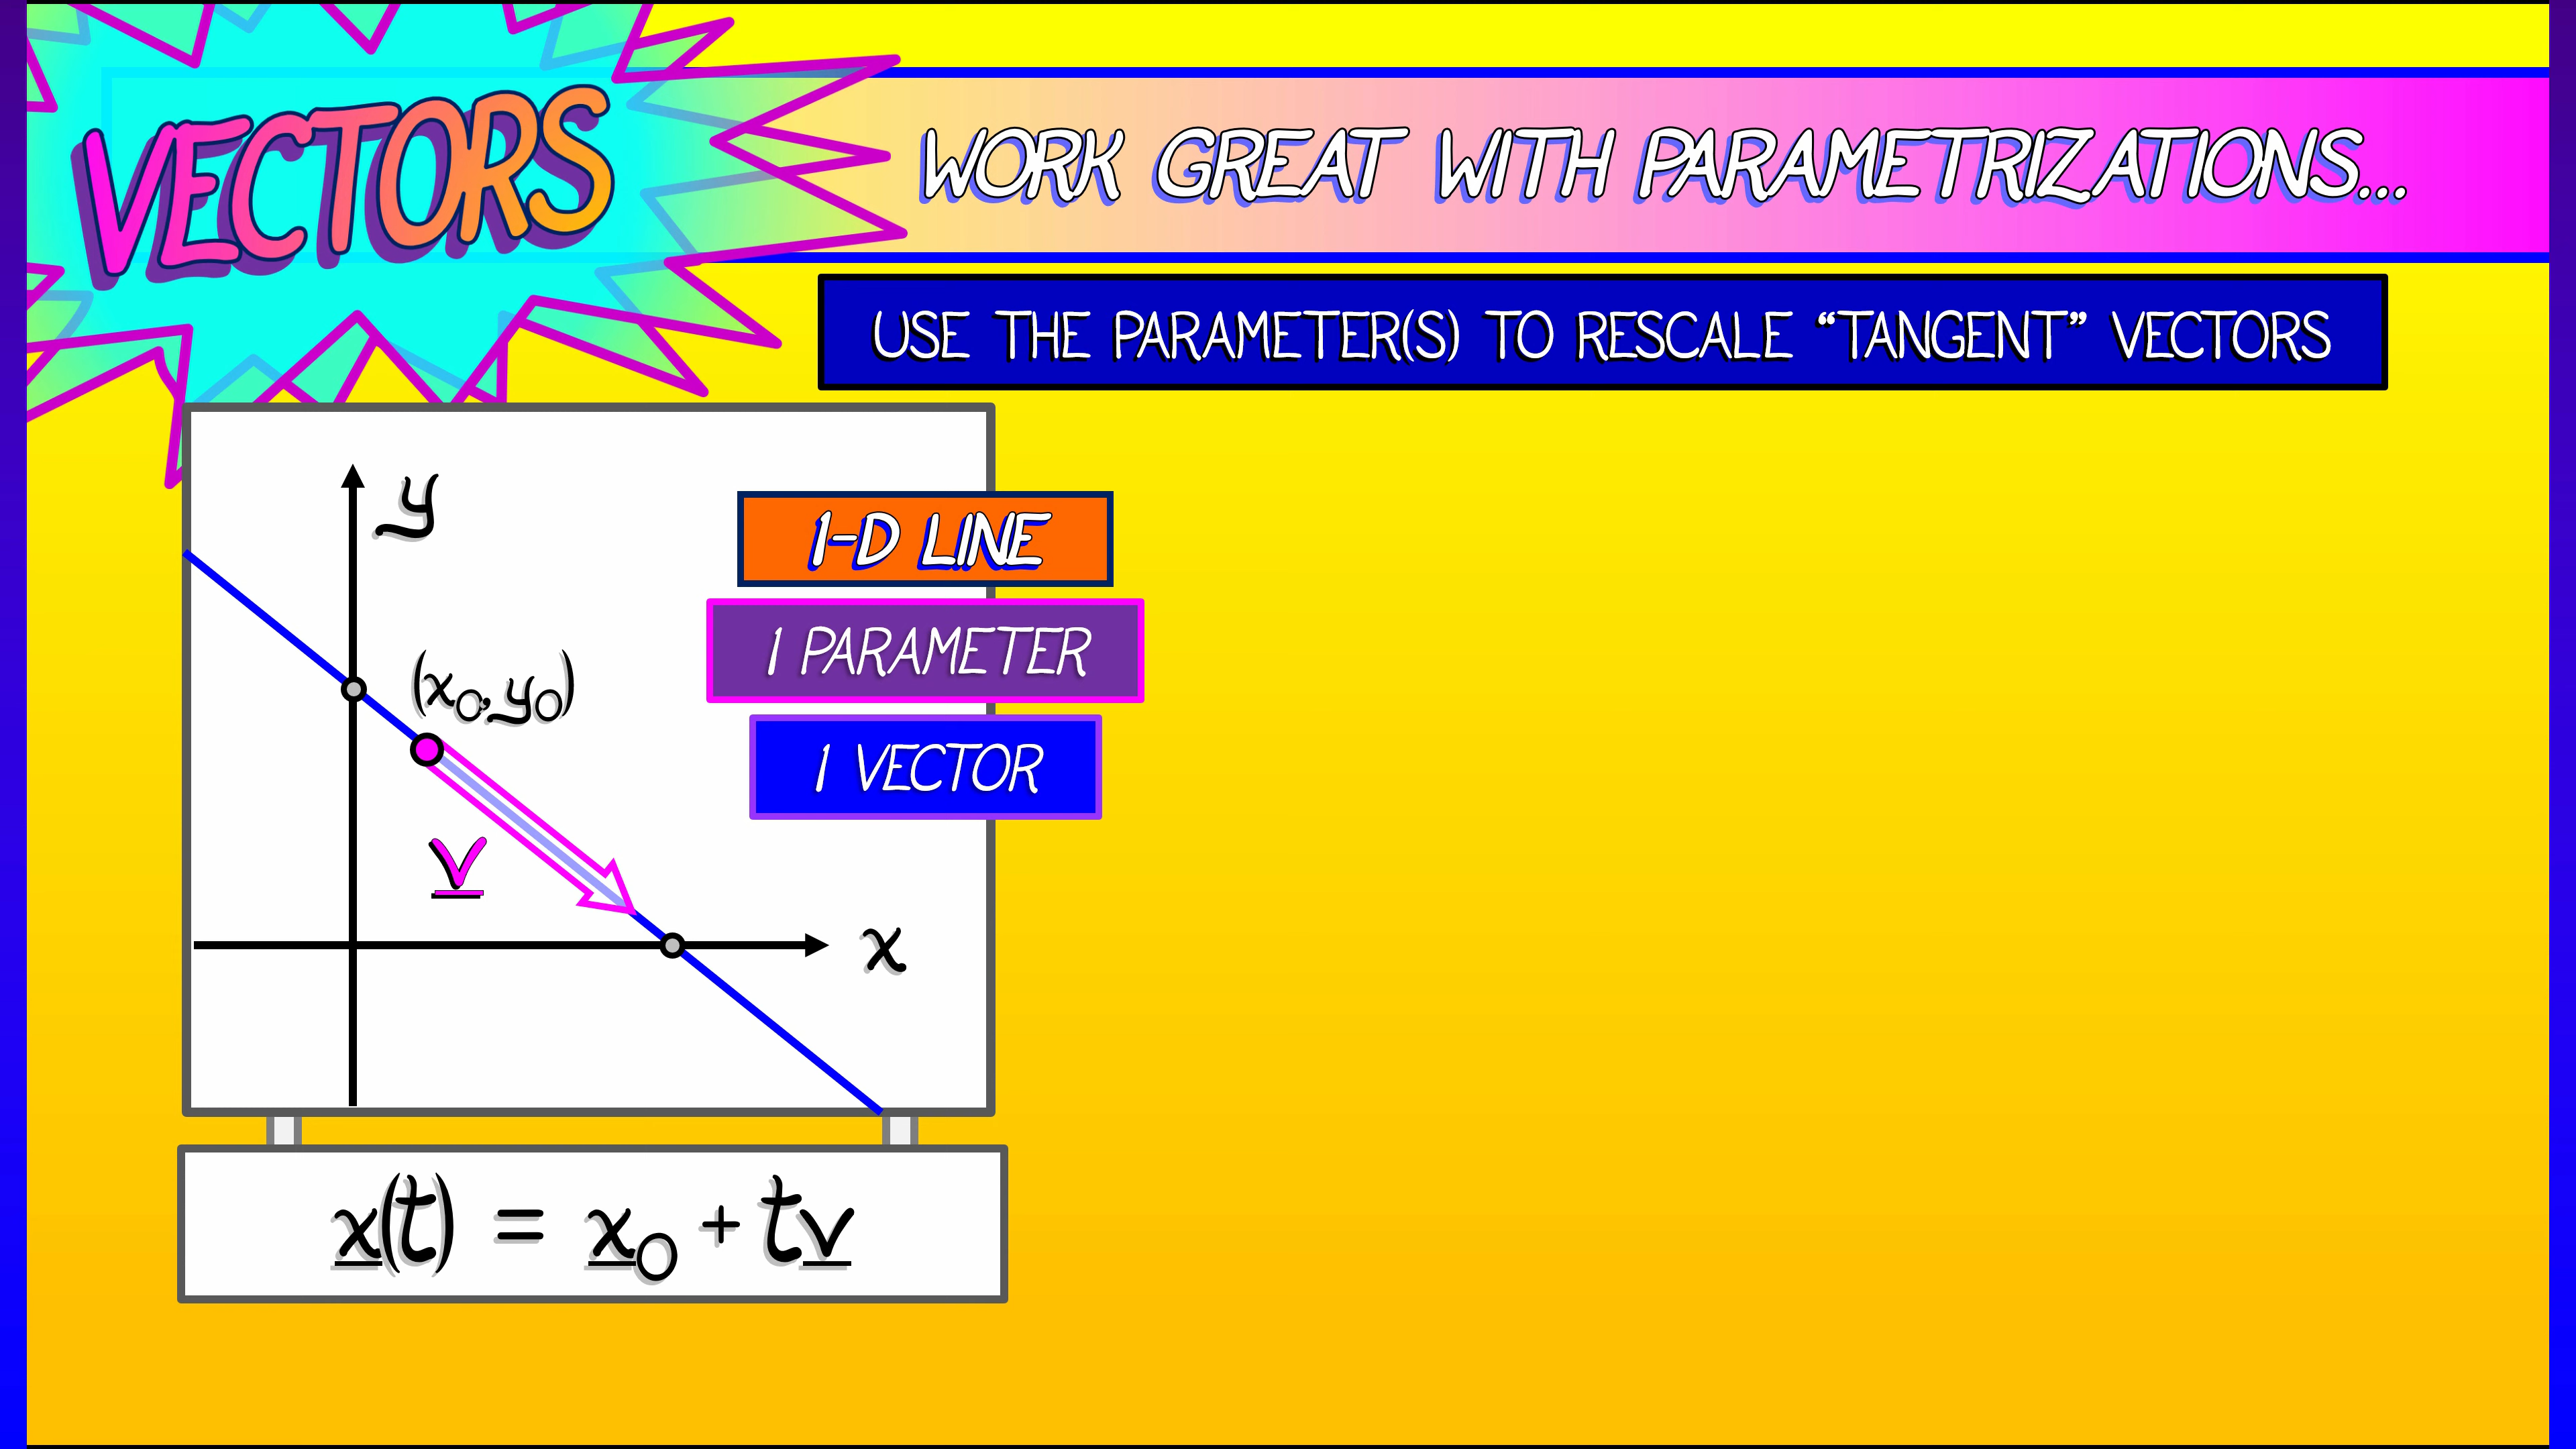 VECTORS
WORK GREAT WITH PARAMETRIZATIONS...
USE THE PARAMETER(S) TO RESCALE “TANGENT” VECTORS
y
1-D LINE
1 PARAMETER
(x0,y0)
1 VECTOR
v
x
x(t) = x0 + tv